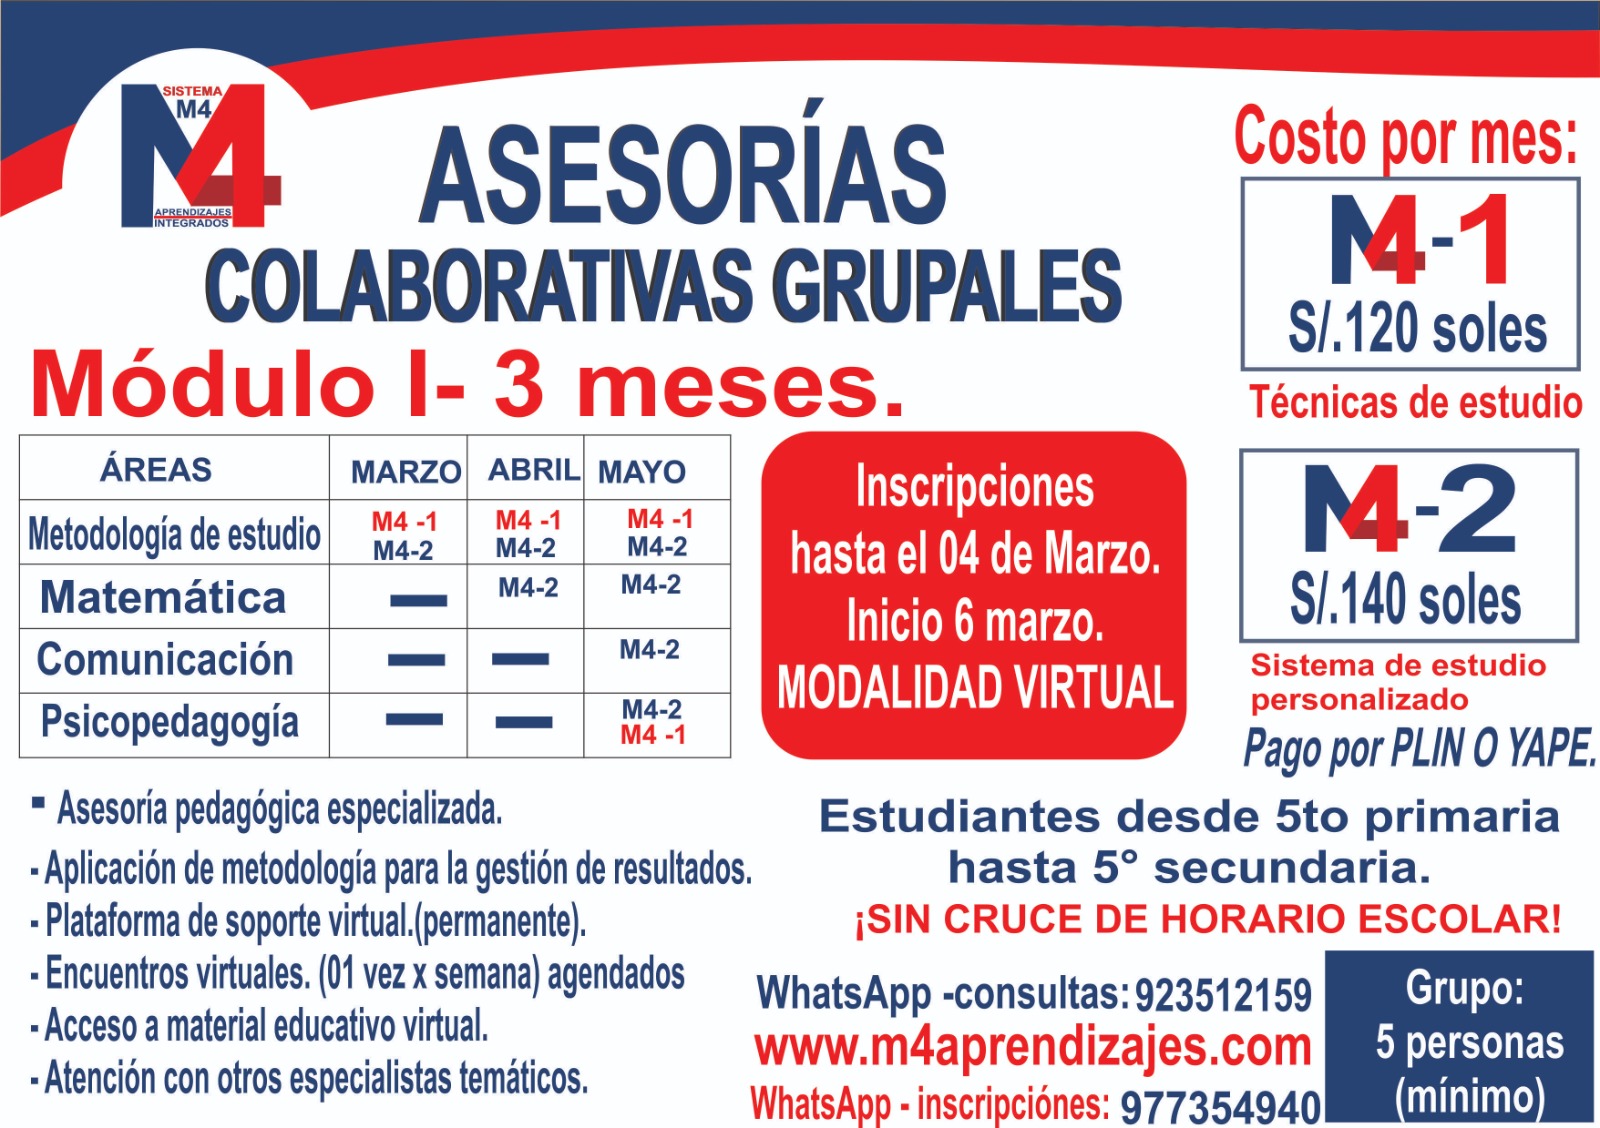 SISTEMA
M4
M4
APRENDIZAJES
INTEGRADOS
ASESORÍAS
COLABORATIVAS GRUPALES
Módulo I- 3 meses.
ÁREAS MARZO ABRIL MAYO
Metodología de estudio M4 -1 M4-2 M4 -1 M4-2 M4 -1 M4-2
Matemática — M4-2 M4-2
Comunicación — — M4-2
Psicopedagogía — — M4-2 M4 -1
Inscripciones
hasta el 04 de Marzo.
Inicio 6 marzo.
MODALIDAD VIRTUAL
Costo por mes:
M4-1
S/.120 soles
Técnicas de estudio
M4-2
S/.140 soles
Sistema de estudio
personalizado
Pago por PLIN O YAPE.
- Asesoría pedagógica especializada.
- Aplicación de metodología para la gestión de resultados.
- Plataforma de soporte virtual.(permanente).
- Encuentros virtuales. (01 vez x semana) agendados
- Acceso a material educativo virtual.
- Atención con otros especialistas temáticos.
Estudiantes desde 5to primaria
hasta 5° secundaria.
¡SIN CRUCE DE HORARIO ESCOLAR!
WhatsApp -consultas: 923512159
www.m4aprendizajes.com
WhatsApp - inscripciónes: 977354940
Grupo:
5 personas
(mínimo)